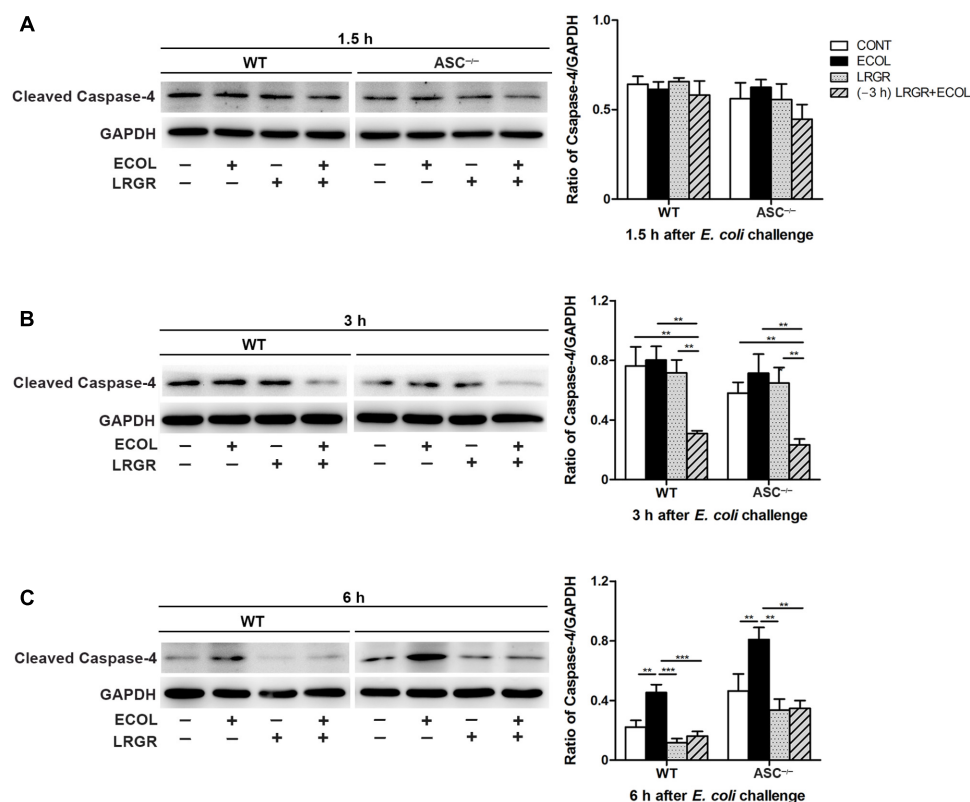 A
1.5 h
WT ASC–/–
Cleaved Caspase-4
GAPDH
ECOL – + – + – + – +
LRGR – – + + – – + +
Ratio of Csaspase-4/GAPDH
1.0
0.5
0
WT ASC–/–
1.5 h after E. coli challenge
CONT
ECOL
LRGR
(–3 h) LRGR+ECOL
B
3 h
WT
Cleaved Caspase-4
GAPDH
ECOL – + – + – + – +
LRGR – – + + – – + +
Ratio of Caspase-4/GAPDH
1.2
0.8
0.4
0
** ** ** ** ** **
WT ASC–/–
3 h after E. coli challenge
C
6 h
WT
Cleaved Caspase-4
GAPDH
ECOL – + – + – + – +
LRGR – – + + – – + +
Ratio of Caspase-4/GAPDH
1.2
0.8
0.4
0
** *** *** ** ** **
WT ASC–/–
6 h after E. coli challenge